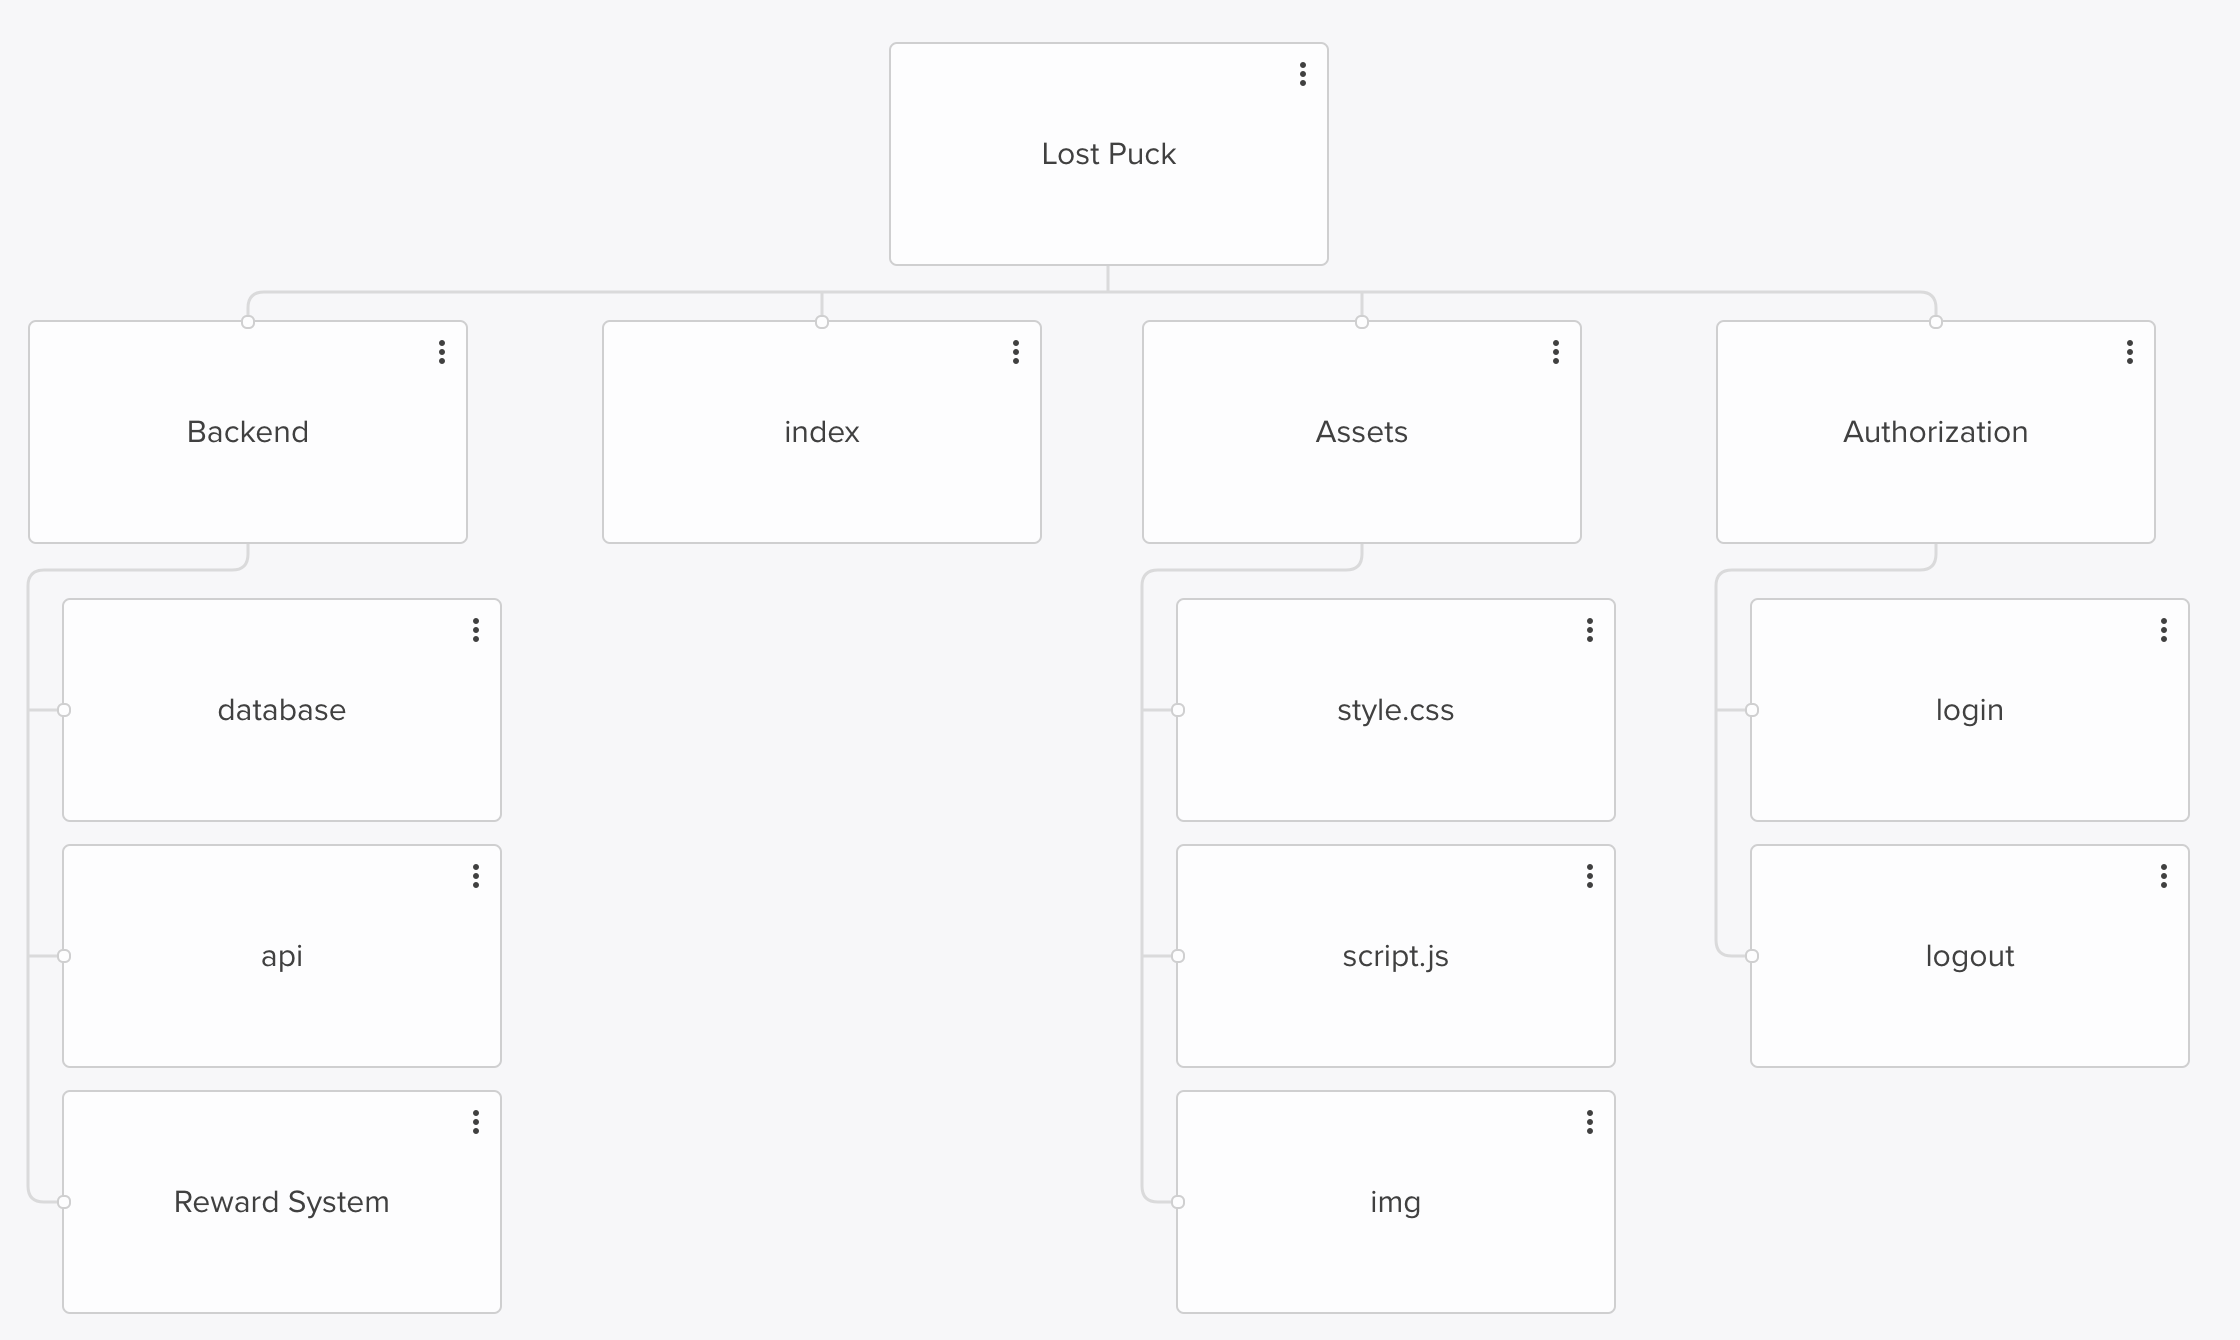 Lost Puck
Backend
index
Assets
Authorization
database
style.css
login
api
script.js
logout
Reward System
img